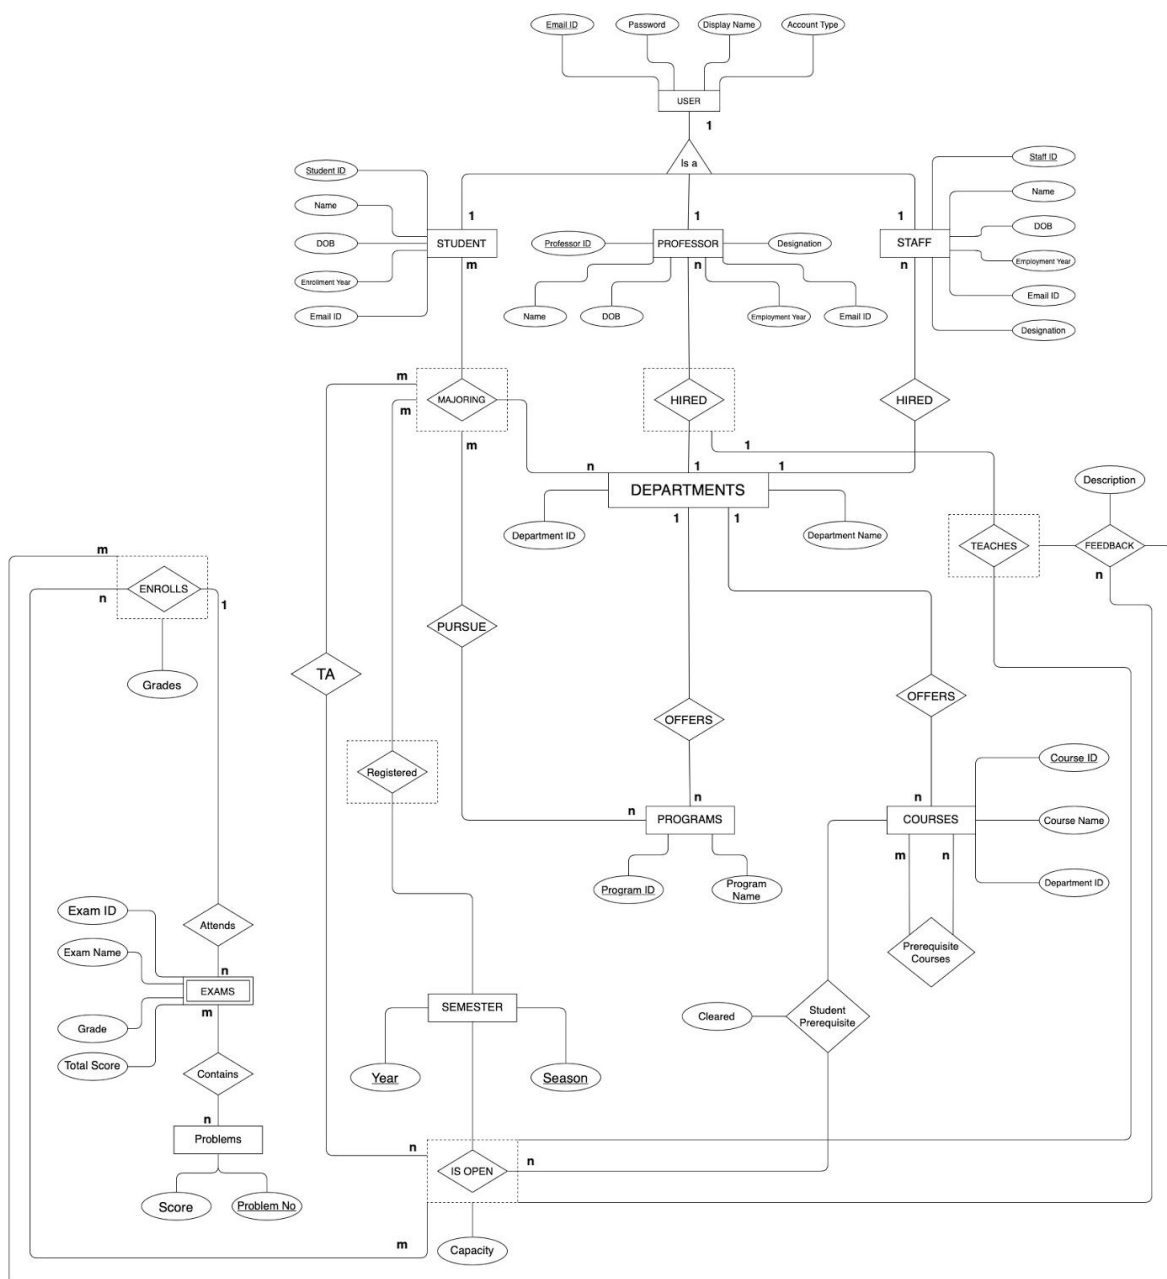 Email ID
Password
Display Name
Account Type
USER
1
Is a
Student ID
Name
DOB
Enrollment Year
Email ID
1
STUDENT
m
1
PROFESSOR
n
Professor ID
Designation
Name
DOB
Employment Year
Email ID
1
STAFF
n
Staff ID
Name
DOB
Employment Year
Email ID
Designation
m
MAJORING
m
m
HIRED
HIRED
1
n
1
1
DEPARTMENTS
1
1
Department ID
Department Name
Description
TEACHES
FEEDBACK
n
m
ENROLLS
n
1
Grades
TA
PURSUE
OFFERS
OFFERS
Registered
n
n
PROGRAMS
Program ID
Program
Name
n
COURSES
m
n
Course ID
Course Name
Department ID
Prerequisite
Courses
Exam ID
Exam Name
Grade
Total Score
Attends
n
EXAMS
m
Contains
n
Problems
Score
Problem No
SEMESTER
Year
Season
Cleared
Student
Prerequisite
n
IS OPEN
n
m
Capacity